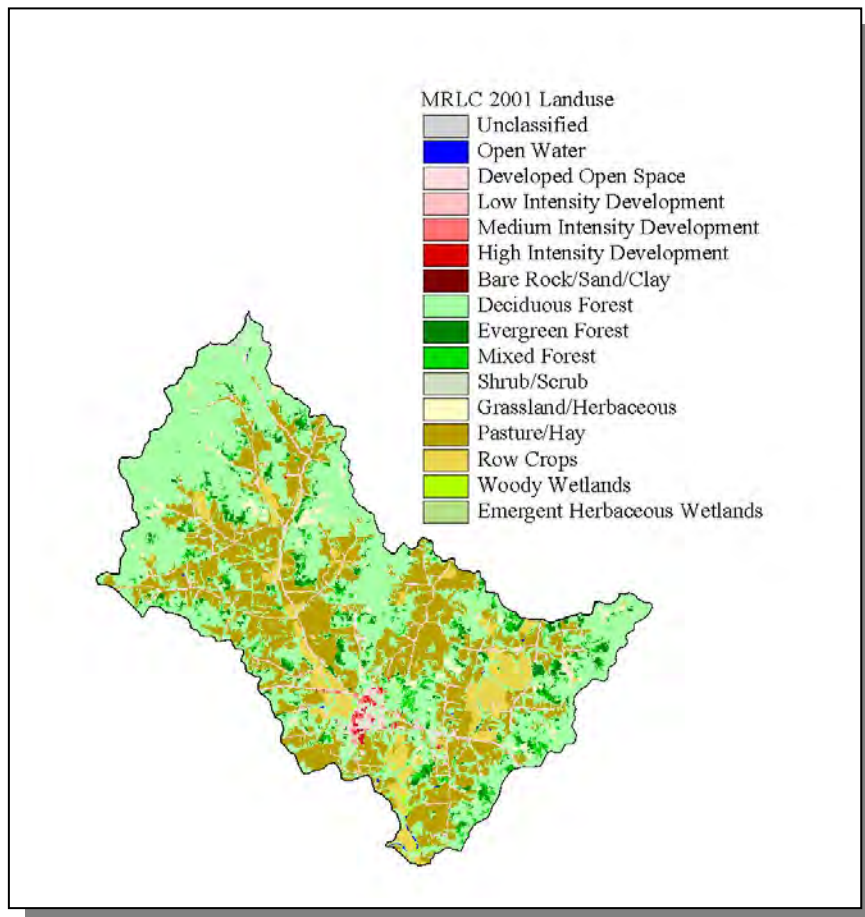 MRLC 2001 Landuse
Unclassified
Open Water
Developed Open Space
Low Intensity Development
Medium Intensity Development
High Intensity Development
Bare Rock/Sand/Clay
Deciduous Forest
Evergreen Forest
Mixed Forest
Shrub/Scrub
Grassland/Herbaceous
Pasture/Hay
Row Crops
Woody Wetlands
Emergent Herbaceous Wetlands